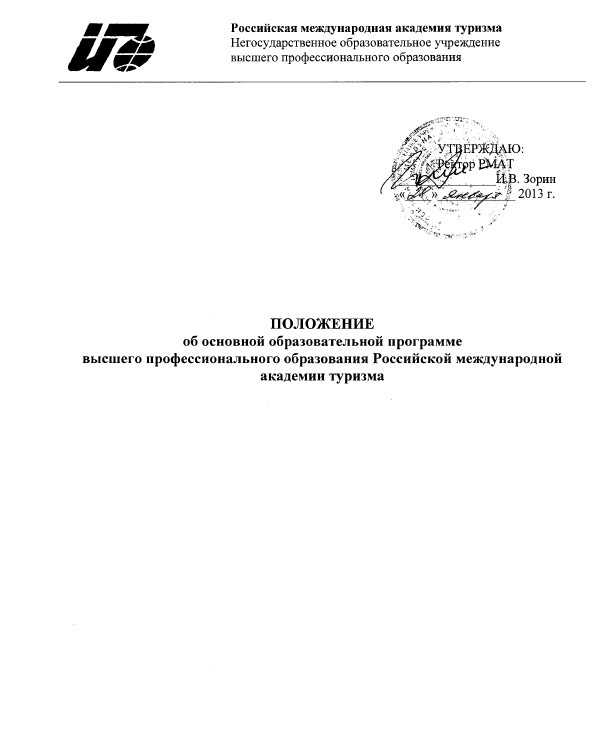 Российская международная академия туризма
Негосударственное образовательное учреждение
высшего профессионального образования
УТВЕРЖДАЮ:
Ректор РМАТ
И.В. Зорин
« » января 2013 г.
ПОЛОЖЕНИЕ
об основной образовательной программе
высшего профессионального образования Российской международной
академии туризма